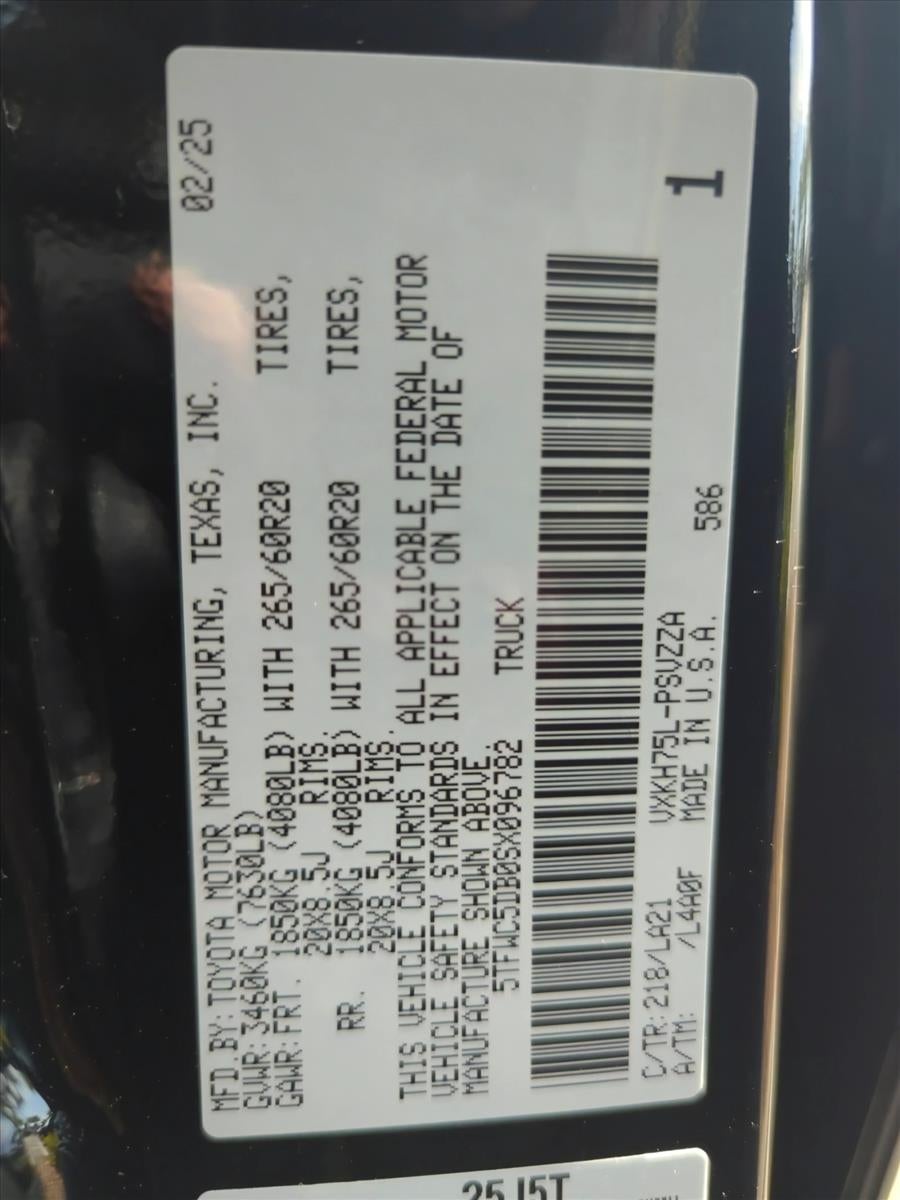 02/25
MFD.BY:TOYOTA MOTOR MANUFACTURING, TEXAS, INC.
GVWR:3460KG (7630LB)
GAWR:FRT. 1850KG (4080LB) WITH 265/60R20 TIRES,
20X8.5J RIMS.
RR. 1850KG (4080LB) WITH 265/60R20 TIRES,
20X8.5J RIMS.
THIS VEHICLE CONFORMS TO ALL APPLICABLE FEDERAL MOTOR
VEHICLE SAFETY STANDARDS IN EFFECT ON THE DATE OF
MANUFACTURE SHOWN ABOVE.
5TFWC5DB0SX096782 TRUCK
C/TR:218/LA21 VXKH75L-PSVZZA
A/TM: /L4A0F MADE IN U.S.A. 586
1